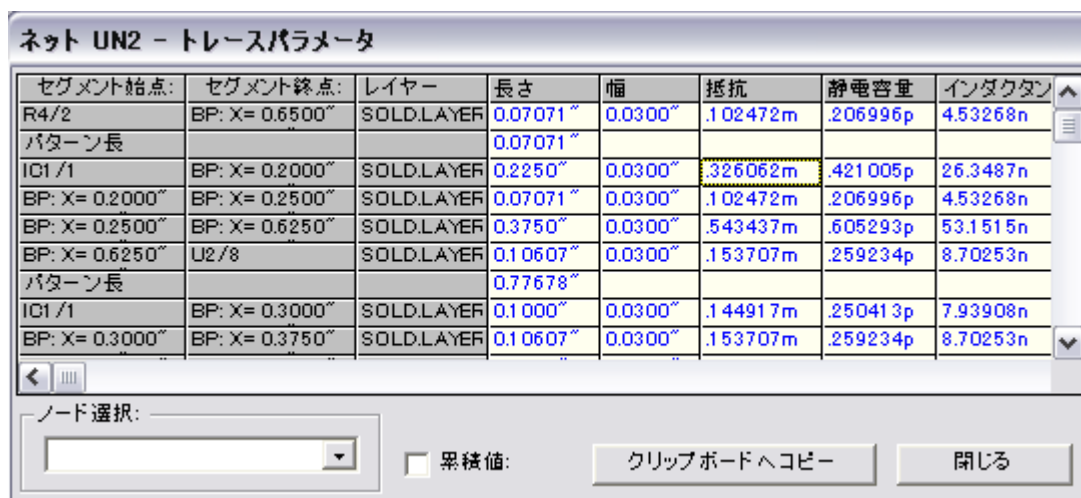 ネット UN2 - トレースパラメータ
セグメント始点: セグメント終点: レイヤー 長さ 幅 抵抗 静電容量 インダクタン
R4/2 BP: X= 0.6500" SOLD.LAYER 0.07071" 0.0300" .102472m .206996p 4.53268n
パターン長 0.07071"
IC1/1 BP: X= 0.2000" SOLD.LAYER 0.2250" 0.0300" .326062m .421005p 26.3487n
BP: X= 0.2000" BP: X= 0.2500" SOLD.LAYER 0.07071" 0.0300" .102472m .206996p 4.53268n
BP: X= 0.2500" BP: X= 0.6250" SOLD.LAYER 0.3750" 0.0300" .543437m .605293p 53.1515n
BP: X= 0.6250" U2/8 SOLD.LAYER 0.10607" 0.0300" .153707m .259234p 8.70253n
パターン長 0.77678"
IC1/1 BP: X= 0.3000" SOLD.LAYER 0.1000" 0.0300" .144917m .250413p 7.93908n
BP: X= 0.3000" BP: X= 0.3750" SOLD.LAYER 0.10607" 0.0300" .153707m .259234p 8.70253n
ノード選択:
累積値:
クリップボードへコピー
閉じる